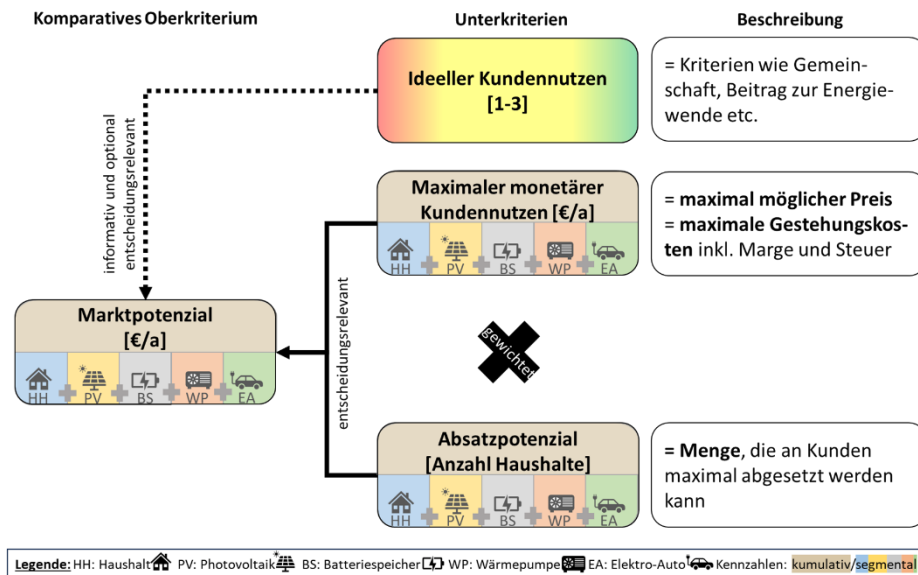 Komparatives Oberkriterium
Unterkriterien
Beschreibung
Ideeller Kundennutzen
[1-3]
= Kriterien wie Gemein-
schaft, Beitrag zur Energie-
wende etc.
informativ und optional
entscheidungsrelevant
Maximaler monetärer
Kundennutzen [€/a]
HH PV BS WP EA
= maximal möglicher Preis
= maximale Gestehungskos-
ten inkl. Marge und Steuer
Marktpotenzial
[€/a]
HH PV BS WP EA
entscheidungsrelevant
gewichtet
Absatzpotenzial
[Anzahl Haushalte]
HH PV BS WP EA
= Menge, die an Kunden
maximal abgesetzt werden
kann
Legende: HH: Haushalt PV: Photovoltaik BS: Batteriespeicher WP: Wärmepumpe EA: Elektro-Auto Kennzahlen: kumulativ/segmental